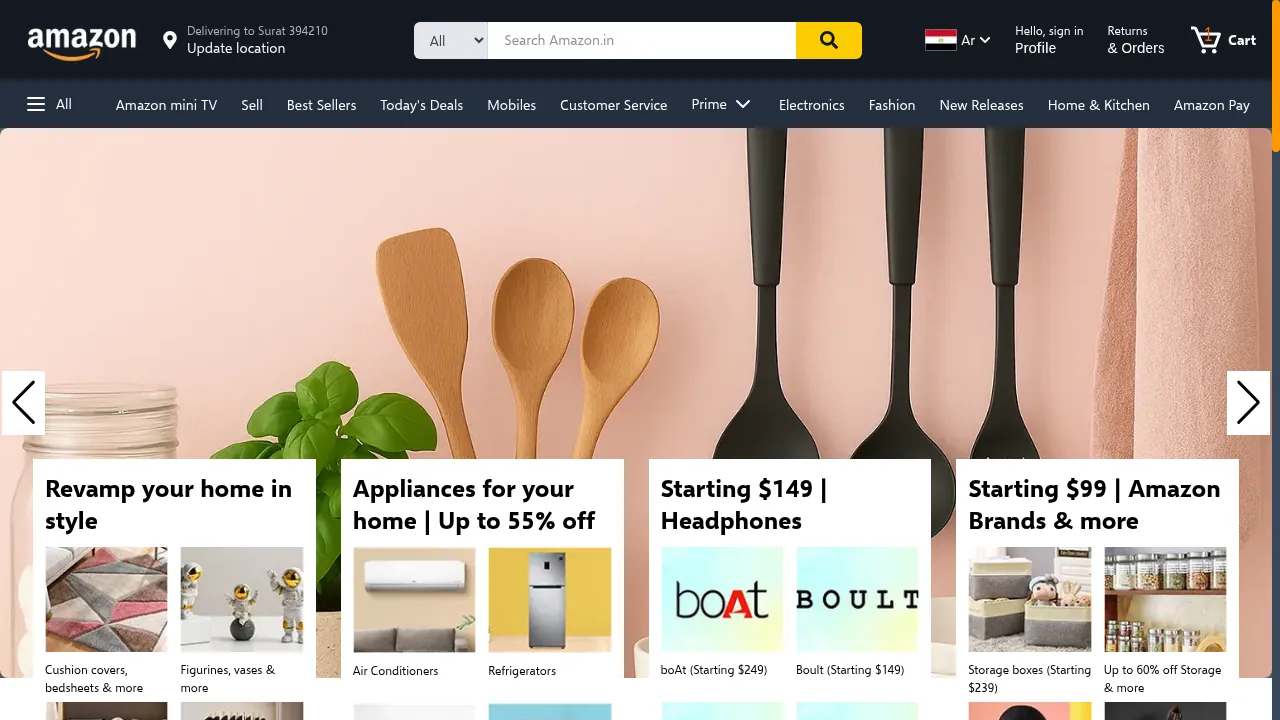 amazon
Delivering to Surat 394210
Update location
All
Search Amazon.in
Ar
Hello, sign in
Profile
Returns
& Orders
1
Cart
All
Amazon mini TV
Sell
Best Sellers
Today's Deals
Mobiles
Customer Service
Prime
Electronics
Fashion
New Releases
Home & Kitchen
Amazon Pay
Revamp your home in
style
Cushion covers,
bedsheets & more
Figurines, vases &
more
Appliances for your
home | Up to 55% off
Air Conditioners
Refrigerators
Starting $149 |
Headphones
boAt
BOULT
boAt (Starting $249)
Boult (Starting $149)
Starting $99 | Amazon
Brands & more
Storage boxes (Starting
$239)
Up to 60% off Storage
& more